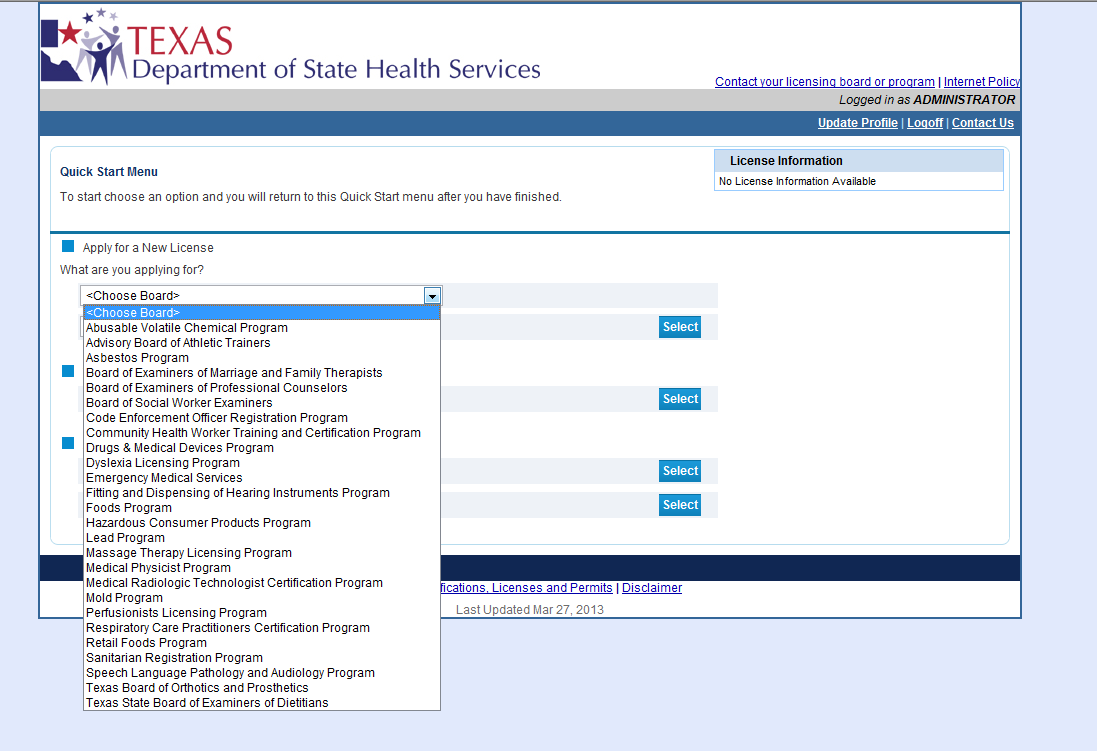 TEXAS
Department of State Health Services
Contact your licensing board or program | Internet Policy
Logged in as ADMINISTRATOR
Update Profile | Logoff | Contact Us
Quick Start Menu
To start choose an option and you will return to this Quick Start menu after you have finished.
License Information
No License Information Available
Apply for a New License
What are you applying for?
<Choose Board>
<Choose Board>
Abusable Volatile Chemical Program
Advisory Board of Athletic Trainers
Asbestos Program
Board of Examiners of Marriage and Family Therapists
Board of Examiners of Professional Counselors
Board of Social Worker Examiners
Code Enforcement Officer Registration Program
Community Health Worker Training and Certification Program
Drugs & Medical Devices Program
Dyslexia Licensing Program
Emergency Medical Services
Fitting and Dispensing of Hearing Instruments Program
Foods Program
Hazardous Consumer Products Program
Lead Program
Massage Therapy Licensing Program
Medical Physicist Program
Medical Radiologic Technologist Certification Program
Mold Program
Perfusionists Licensing Program
Respiratory Care Practitioners Certification Program
Retail Foods Program
Sanitarian Registration Program
Speech Language Pathology and Audiology Program
Texas Board of Orthotics and Prosthetics
Texas State Board of Examiners of Dietitians
Select
Select
Select
Select
fications, Licenses and Permits | Disclaimer
Last Updated Mar 27, 2013